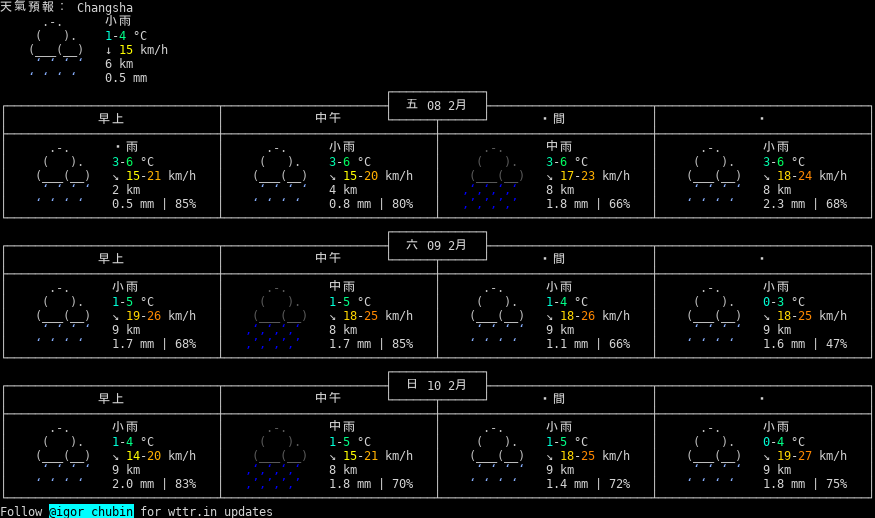 天氣預報： Changsha
小雨
1-4 °C
↓ 15 km/h
6 km
0.5 mm
五 08 2月
早上 中午 ・間 ・
・雨 小雨 中雨 小雨
3-6 °C 3-6 °C 3-6 °C 3-6 °C
↘ 15-21 km/h ↘ 15-20 km/h ↘ 17-23 km/h ↘ 18-24 km/h
2 km 4 km 8 km 8 km
0.5 mm | 85% 0.8 mm | 80% 1.8 mm | 66% 2.3 mm | 68%
六 09 2月
早上 中午 ・間 ・
小雨 中雨 小雨 小雨
1-5 °C 1-5 °C 1-4 °C 0-3 °C
↘ 19-26 km/h ↘ 18-25 km/h ↘ 18-26 km/h ↘ 18-25 km/h
9 km 8 km 9 km 9 km
1.7 mm | 68% 1.7 mm | 85% 1.1 mm | 66% 1.6 mm | 47%
日 10 2月
早上 中午 ・間 ・
小雨 中雨 小雨 小雨
1-4 °C 1-5 °C 1-5 °C 0-4 °C
↘ 14-20 km/h ↘ 15-21 km/h ↘ 18-25 km/h ↘ 19-27 km/h
9 km 8 km 9 km 9 km
2.0 mm | 83% 1.8 mm | 70% 1.4 mm | 72% 1.8 mm | 75%
Follow @igor_chubin for wttr.in updates